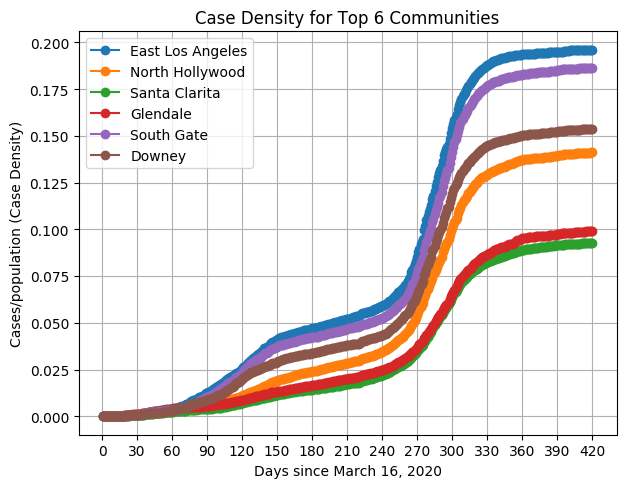 Case Density for Top 6 Communities
East Los Angeles
North Hollywood
Santa Clarita
Glendale
South Gate
Downey
Cases/population (Case Density)
0.200
0.175
0.150
0.125
0.100
0.075
0.050
0.025
0.000
0 30 60 90 120 150 180 210 240 270 280 300 330 360 390 420
Days since March 16, 2020